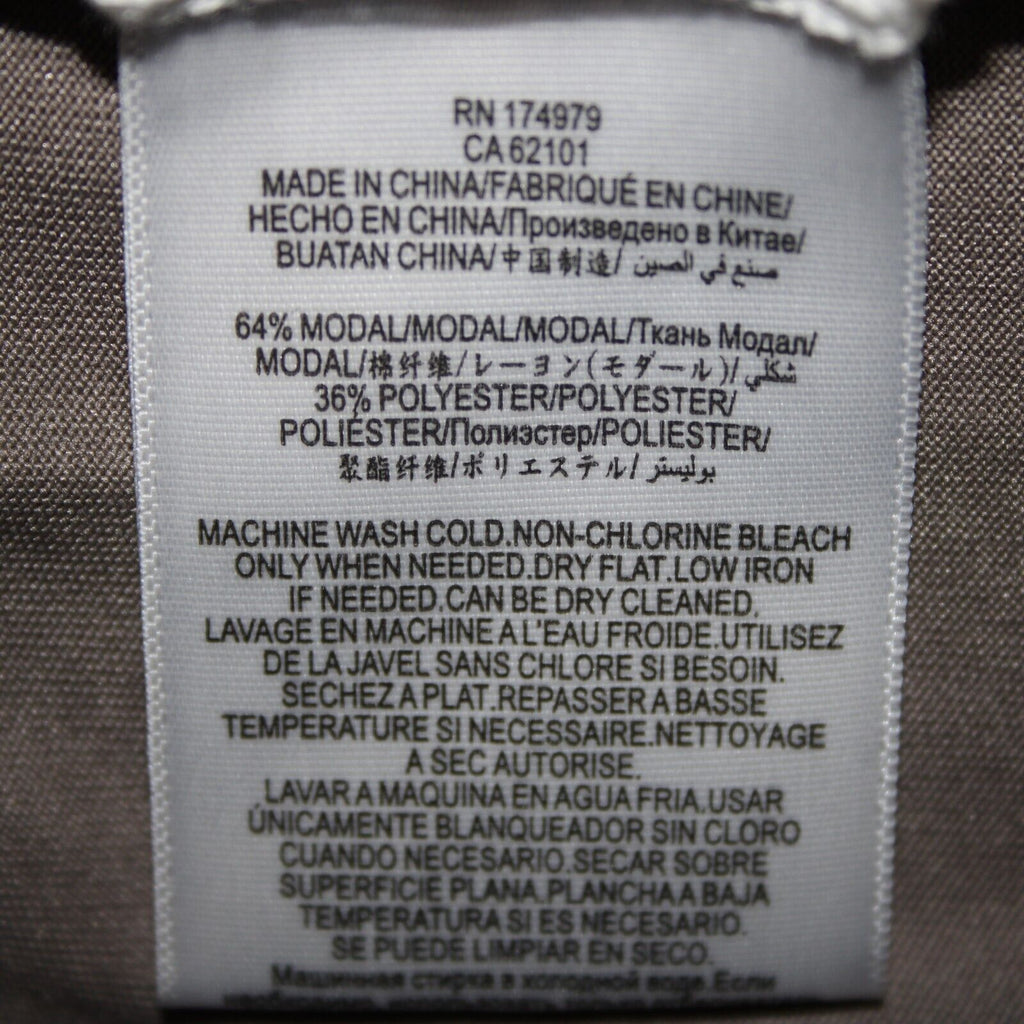 RN 174979
CA 62101
MADE IN CHINA/FABRIQUÉ EN CHINE/
HECHO EN CHINA/Произведено в Китае/
BUATAN CHINA/中国制造/ صنع في الصين
64% MODAL/MODAL/MODAL/Ткань Модал/
MODAL/棉纤维/レーヨン(モダール)/ شكلي
36% POLYESTER/POLYESTER/
POLIÉSTER/Полиэстер/POLIESTER/
聚酯纤维/ポリエステル/ بوليستر
MACHINE WASH COLD.NON-CHLORINE BLEACH
ONLY WHEN NEEDED.DRY FLAT.LOW IRON
IF NEEDED.CAN BE DRY CLEANED.
LAVAGE EN MACHINE A L'EAU FROIDE.UTILISEZ
DE LA JAVEL SANS CHLORE SI BESOIN.
SECHEZ A PLAT.REPASSER A BASSE
TEMPERATURE SI NECESSAIRE.NETTOYAGE
A SEC AUTORISE.
LAVAR A MAQUINA EN AGUA FRIA.USAR
ÚNICAMENTE BLANQUEADOR SIN CLORO
CUANDO NECESARIO.SECAR SOBRE
SUPERFICIE PLANA.PLANCHA A BAJA
TEMPERATURA SI ES NECESARIO.
SE PUEDE LIMPIAR EN SECO.
Машинная стирка в холодной воде.Если